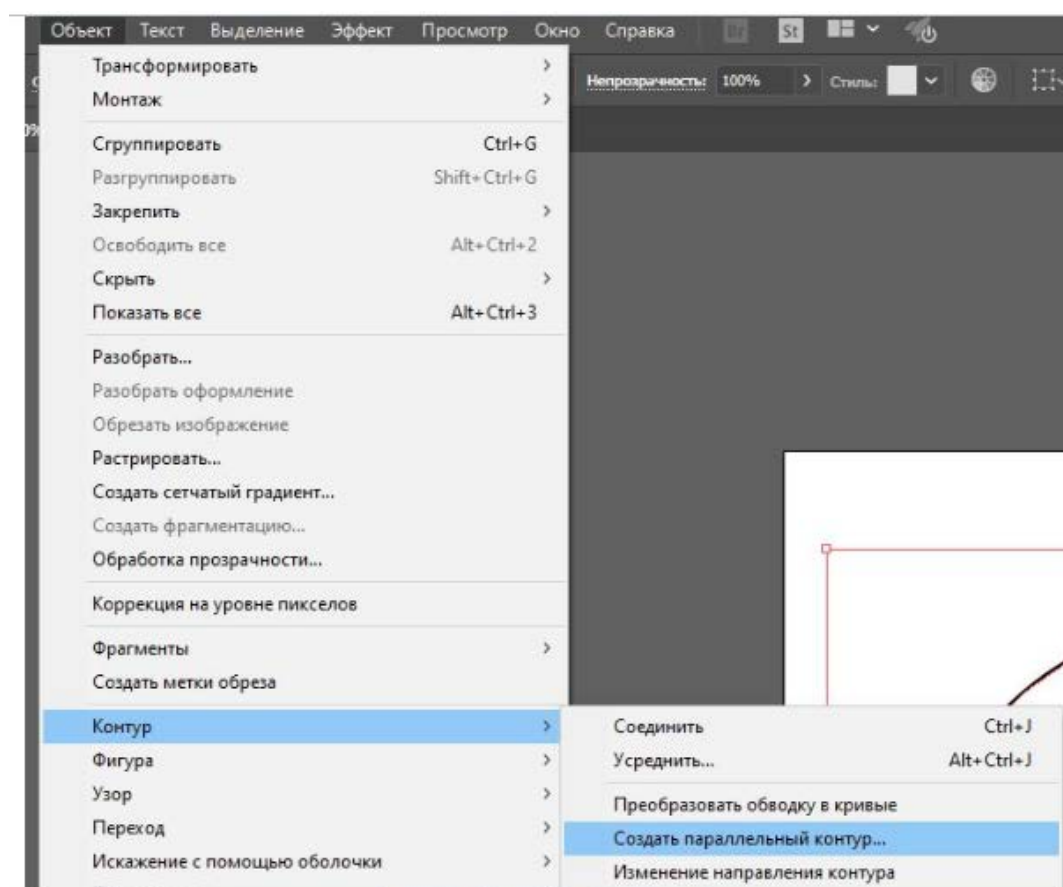 Объект Текст Выделение Эффект Просмотр Окно Справка St
Трансформировать
Непрозрачность: 100% Стиль:
Монтаж
Сгруппировать Ctrl+G
Разгруппировать Shift+Ctrl+G
Закрепить
Освободить все Alt+Ctrl+2
Скрыть
Показать все Alt+Ctrl+3
Разобрать...
Разобрать оформление
Обрезать изображение
Растрировать...
Создать сетчатый градиент...
Создать фрагментацию...
Обработка прозрачности...
Коррекция на уровне пикселов
Фрагменты
Создать метки обреза
Контур
Фигура
Узор
Переход
Искажение с помощью оболочки
Соединить Ctrl+J
Усреднить... Alt+Ctrl+J
Преобразовать обводку в кривые
Создать параллельный контур...
Изменение направления контура